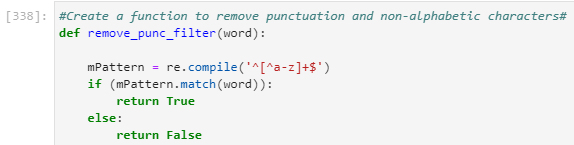 [338]: #Create a function to remove punctuation and non-alphabetic characters#
def remove_punc_filter(word):
    mPattern = re.compile('^[^a-z]+$')
    if (mPattern.match(word)):
        return True
    else:
        return False